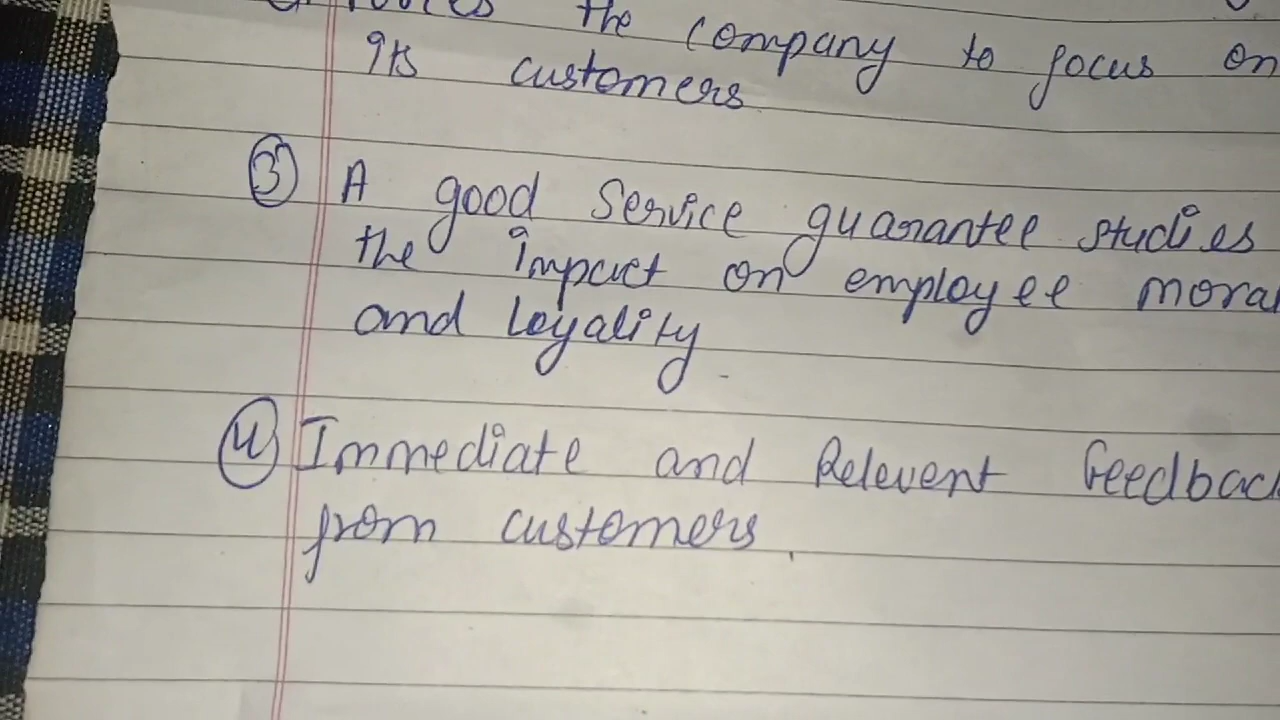 the company to focus on
Its customers
③ A good Service guarantee studies
the impact on employee moral
and loyality.
④ Immediate and Relevent feedback
from customers.